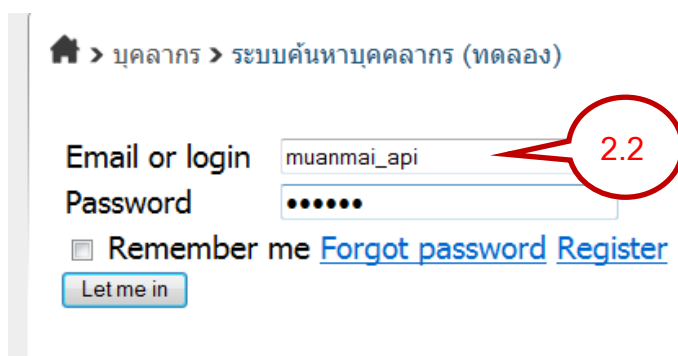 > บุคลากร > ระบบค้นหาบุคคลากร (ทดลอง)
Email or login muanmai_api 2.2
Password ••••••
Remember me Forgot password Register
Let me in